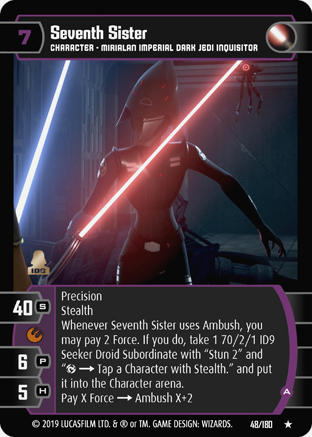 7
Seventh Sister
CHARACTER - MIRIALAN IMPERIAL DARK JEDI INQUISITOR
ID9
40 S
6 P
5 H
Precision
Stealth
Whenever Seventh Sister uses Ambush, you
may pay 2 Force. If you do, take 1 70/2/1 ID9
Seeker Droid Subordinate with “Stun 2” and
“ → Tap a Character with Stealth.” and put
it into the Character arena.
Pay X Force → Ambush X+2
A
© 2019 LUCASFILM LTD. & ® or TM. GAME DESIGN: WIZARDS.
48/180